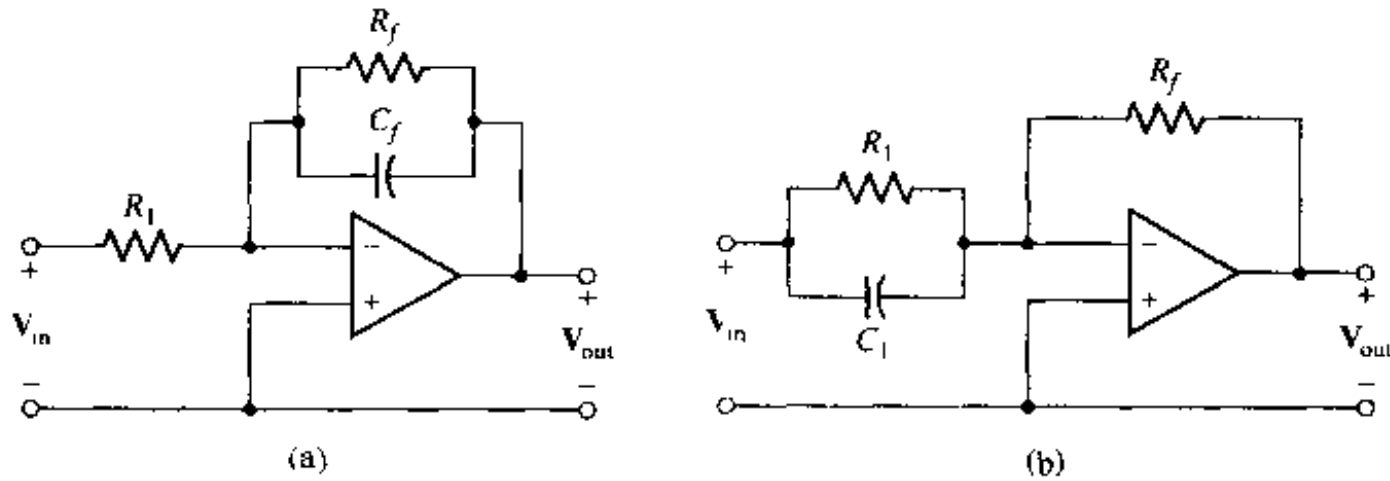 R_f
C_f
R_1
−
+
+
V_in
−
+
V_out
−
(a)
R_f
R_1
C_1
−
+
+
V_in
−
+
V_out
−
(b)